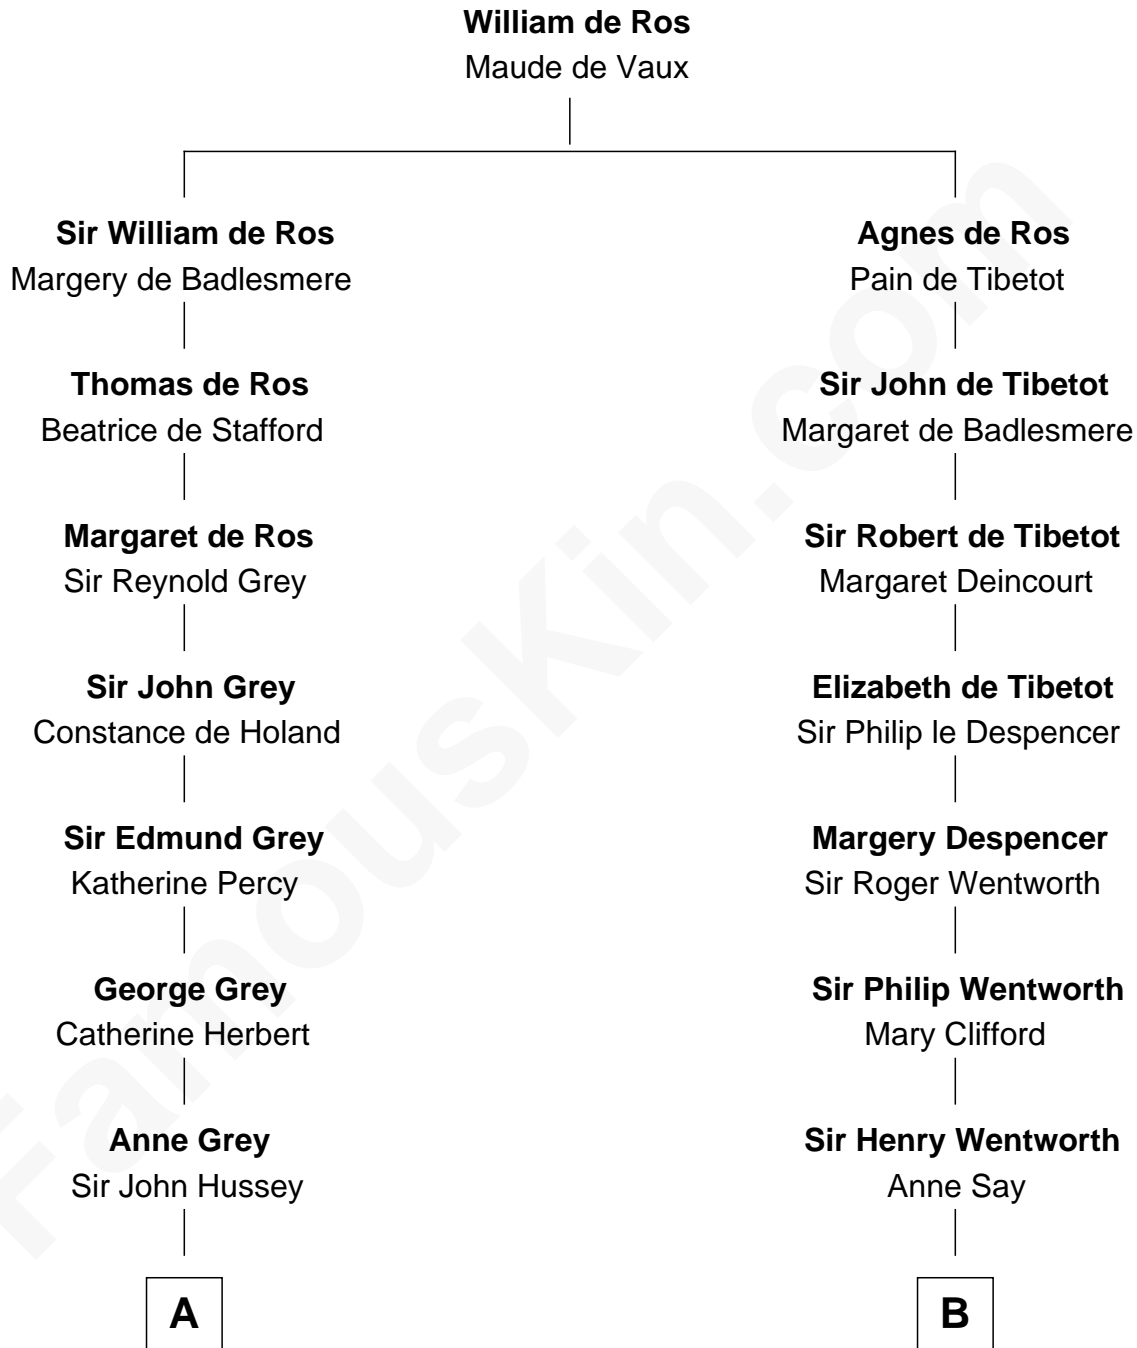 William de Ros
Maude de Vaux
Sir William de Ros
Margery de Badlesmere
Agnes de Ros
Pain de Tibetot
Thomas de Ros
Beatrice de Stafford
Sir John de Tibetot
Margaret de Badlesmere
Margaret de Ros
Sir Reynold Grey
Sir Robert de Tibetot
Margaret Deincourt
Sir John Grey
Constance de Holand
Elizabeth de Tibetot
Sir Philip le Despencer
Sir Edmund Grey
Katherine Percy
Margery Despencer
Sir Roger Wentworth
George Grey
Catherine Herbert
Sir Philip Wentworth
Mary Clifford
Anne Grey
Sir John Hussey
Sir Henry Wentworth
Anne Say
A
B
FamousKin.com